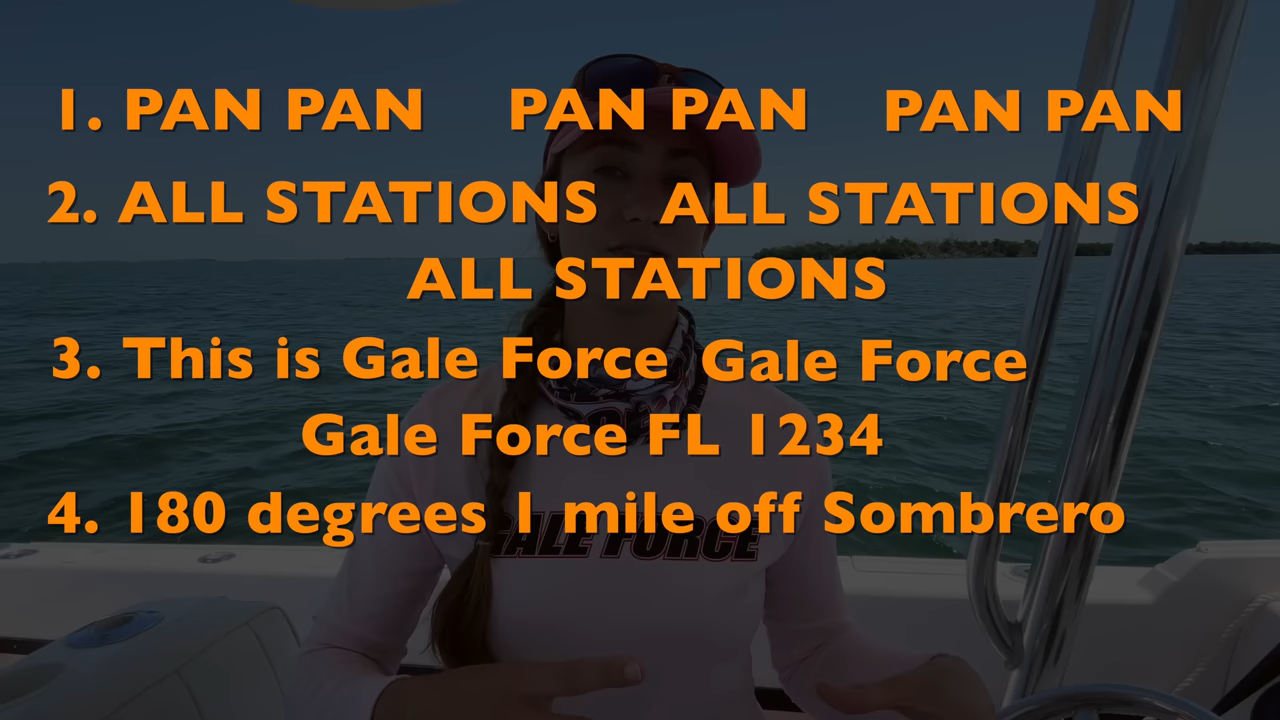 1. PAN PAN PAN PAN PAN PAN
2. ALL STATIONS ALL STATIONS
ALL STATIONS
3. This is Gale Force Gale Force
Gale Force FL 1234
4. 180 degrees 1 mile off Sombrero
GALE FORCE